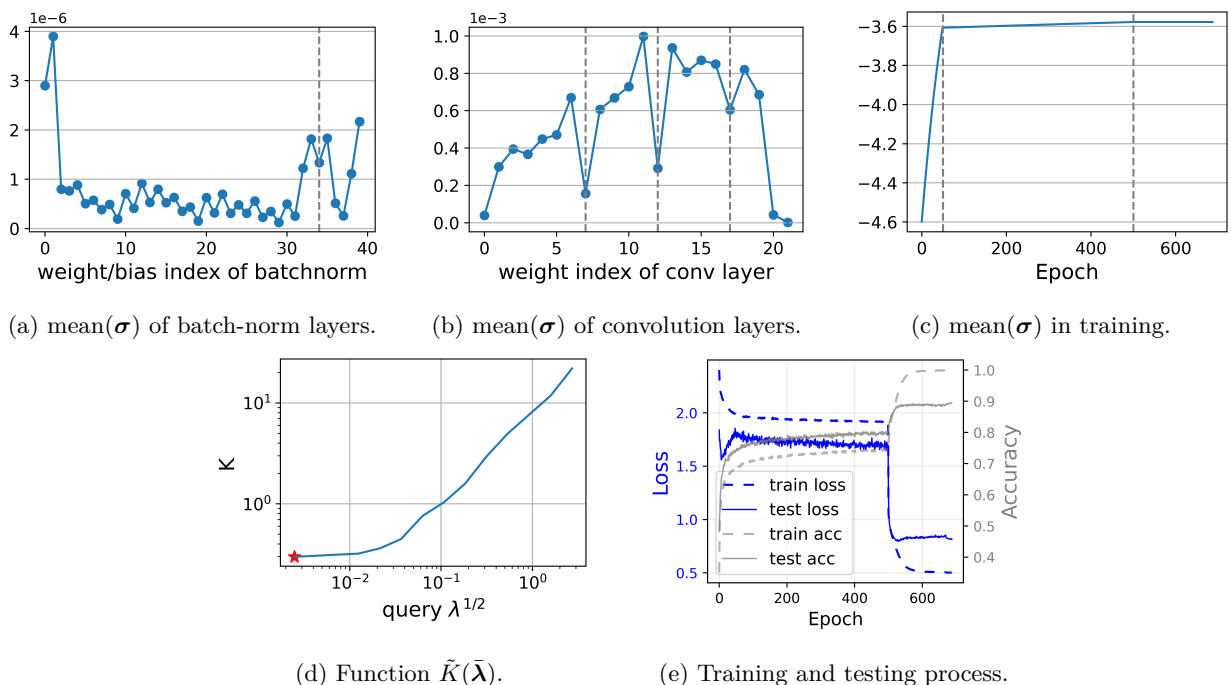 1e−6
4
3
2
1
0
0 10 20 30 40
weight/bias index of batchnorm
(a) mean(σ) of batch-norm layers.
1e−3
1.0
0.8
0.6
0.4
0.2
0.0
0 5 10 15 20
weight index of conv layer
(b) mean(σ) of convolution layers.
−3.6
−3.8
−4.0
−4.2
−4.4
−4.6
0 200 400 600
Epoch
(c) mean(σ) in training.
K
10¹
10⁰
10⁻² 10⁻¹ 10⁰
query λ^{1/2}
(d) Function K̃(λ̄).
Loss
2.0
1.5
1.0
0.5
train loss
test loss
train acc
test acc
1.0
0.9
0.8
0.7
0.6
0.5
0.4
Accuracy
0 200 400 600
Epoch
(e) Training and testing process.